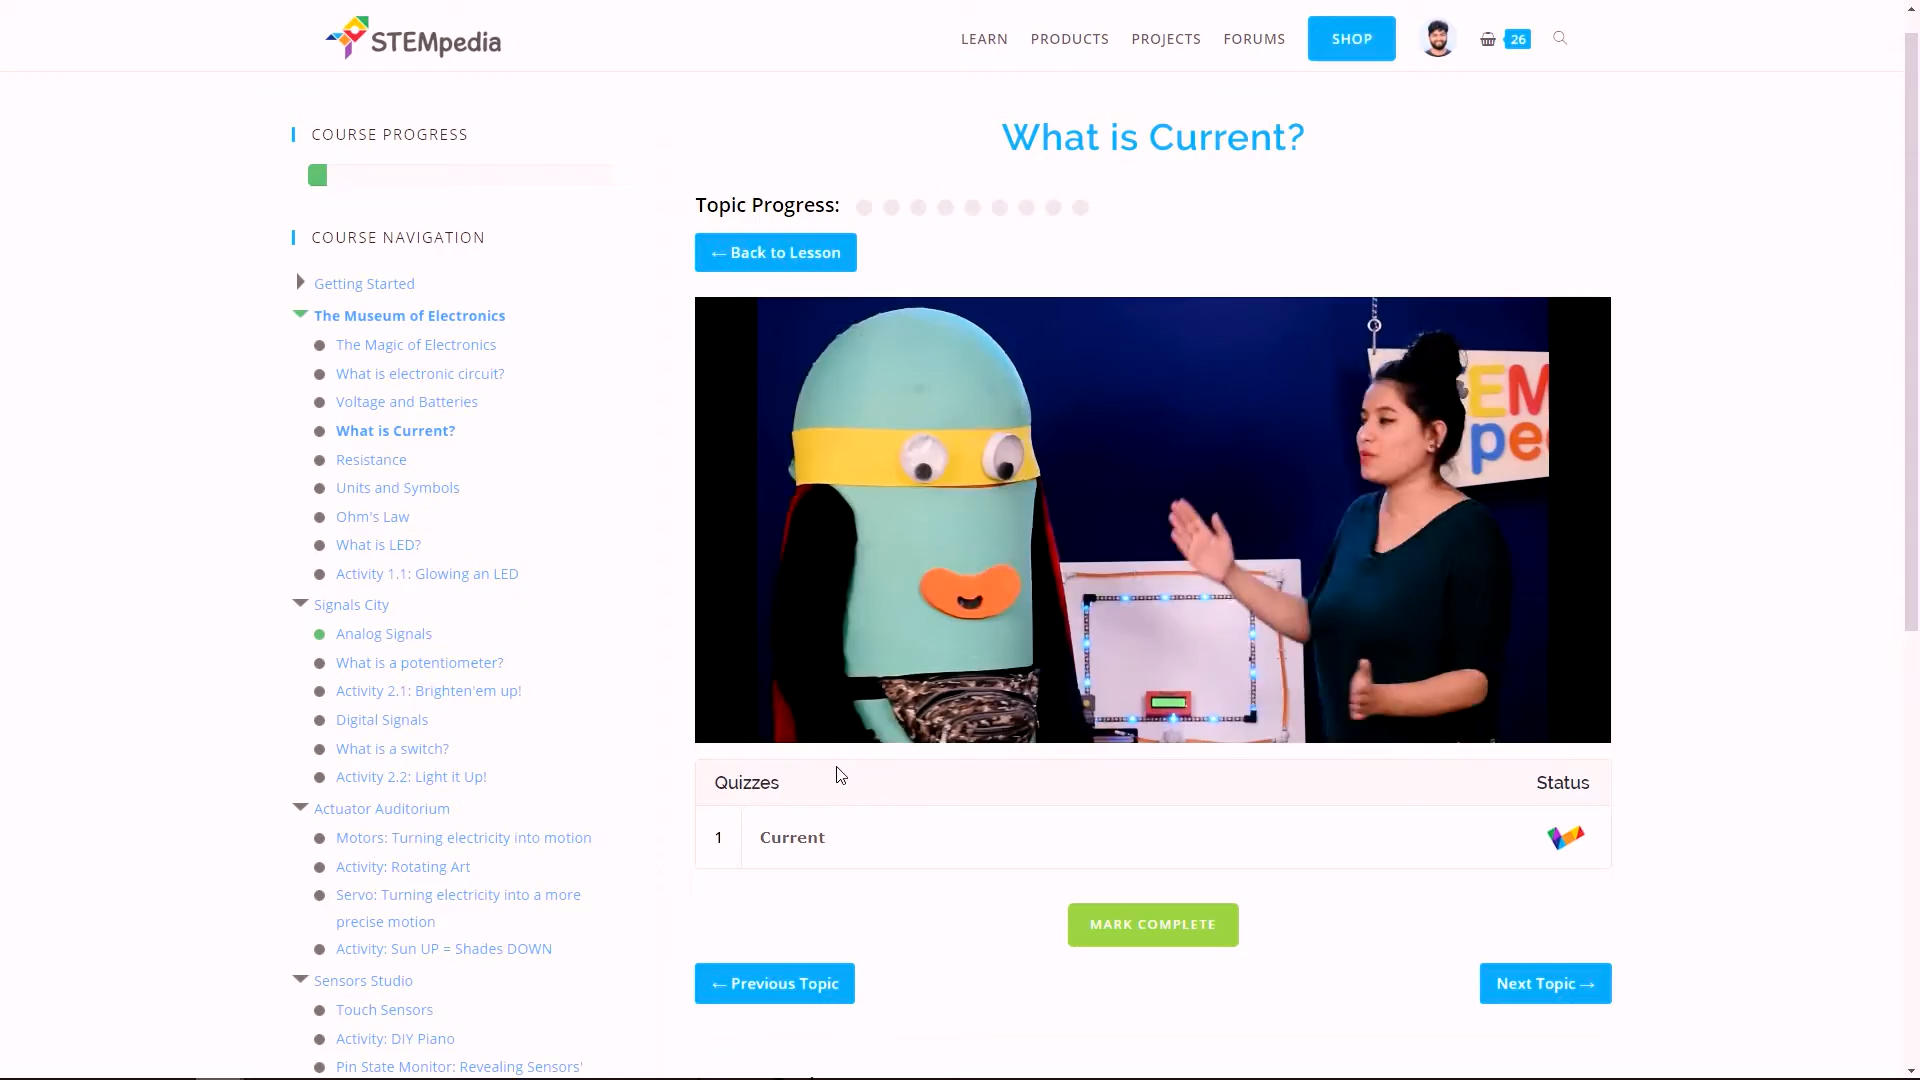 STEMpedia
LEARN PRODUCTS PROJECTS FORUMS SHOP 26
COURSE PROGRESS
COURSE NAVIGATION
Getting Started
The Museum of Electronics
The Magic of Electronics
What is electronic circuit?
Voltage and Batteries
What is Current?
Resistance
Units and Symbols
Ohm's Law
What is LED?
Activity 1.1: Glowing an LED
Signals City
Analog Signals
What is a potentiometer?
Activity 2.1: Brighten'em up!
Digital Signals
What is a switch?
Activity 2.2: Light it Up!
Actuator Auditorium
Motors: Turning electricity into motion
Activity: Rotating Art
Servo: Turning electricity into a more
precise motion
Activity: Sun UP = Shades DOWN
Sensors Studio
Touch Sensors
Activity: DIY Piano
Pin State Monitor: Revealing Sensors'
What is Current?
Topic Progress:
← Back to Lesson
EM
pe
Quizzes Status
1 Current
MARK COMPLETE
← Previous Topic Next Topic →